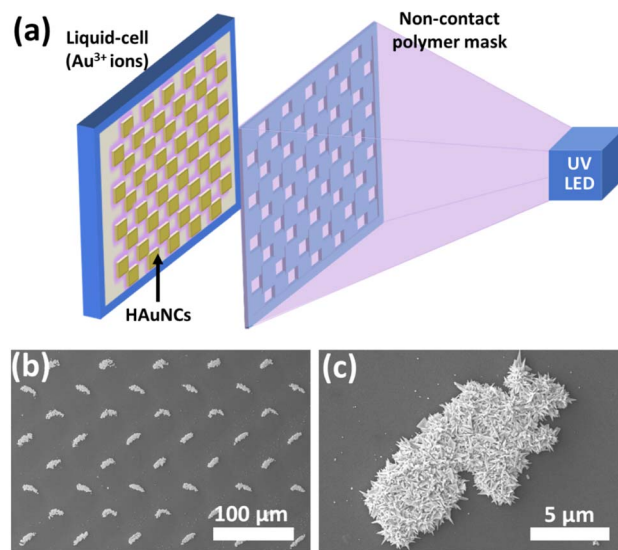 (a)
Liquid-cell
(Au³⁺ ions)
Non-contact
polymer mask
UV
LED
HAuNCs
(b)
100 µm
(c)
5 µm